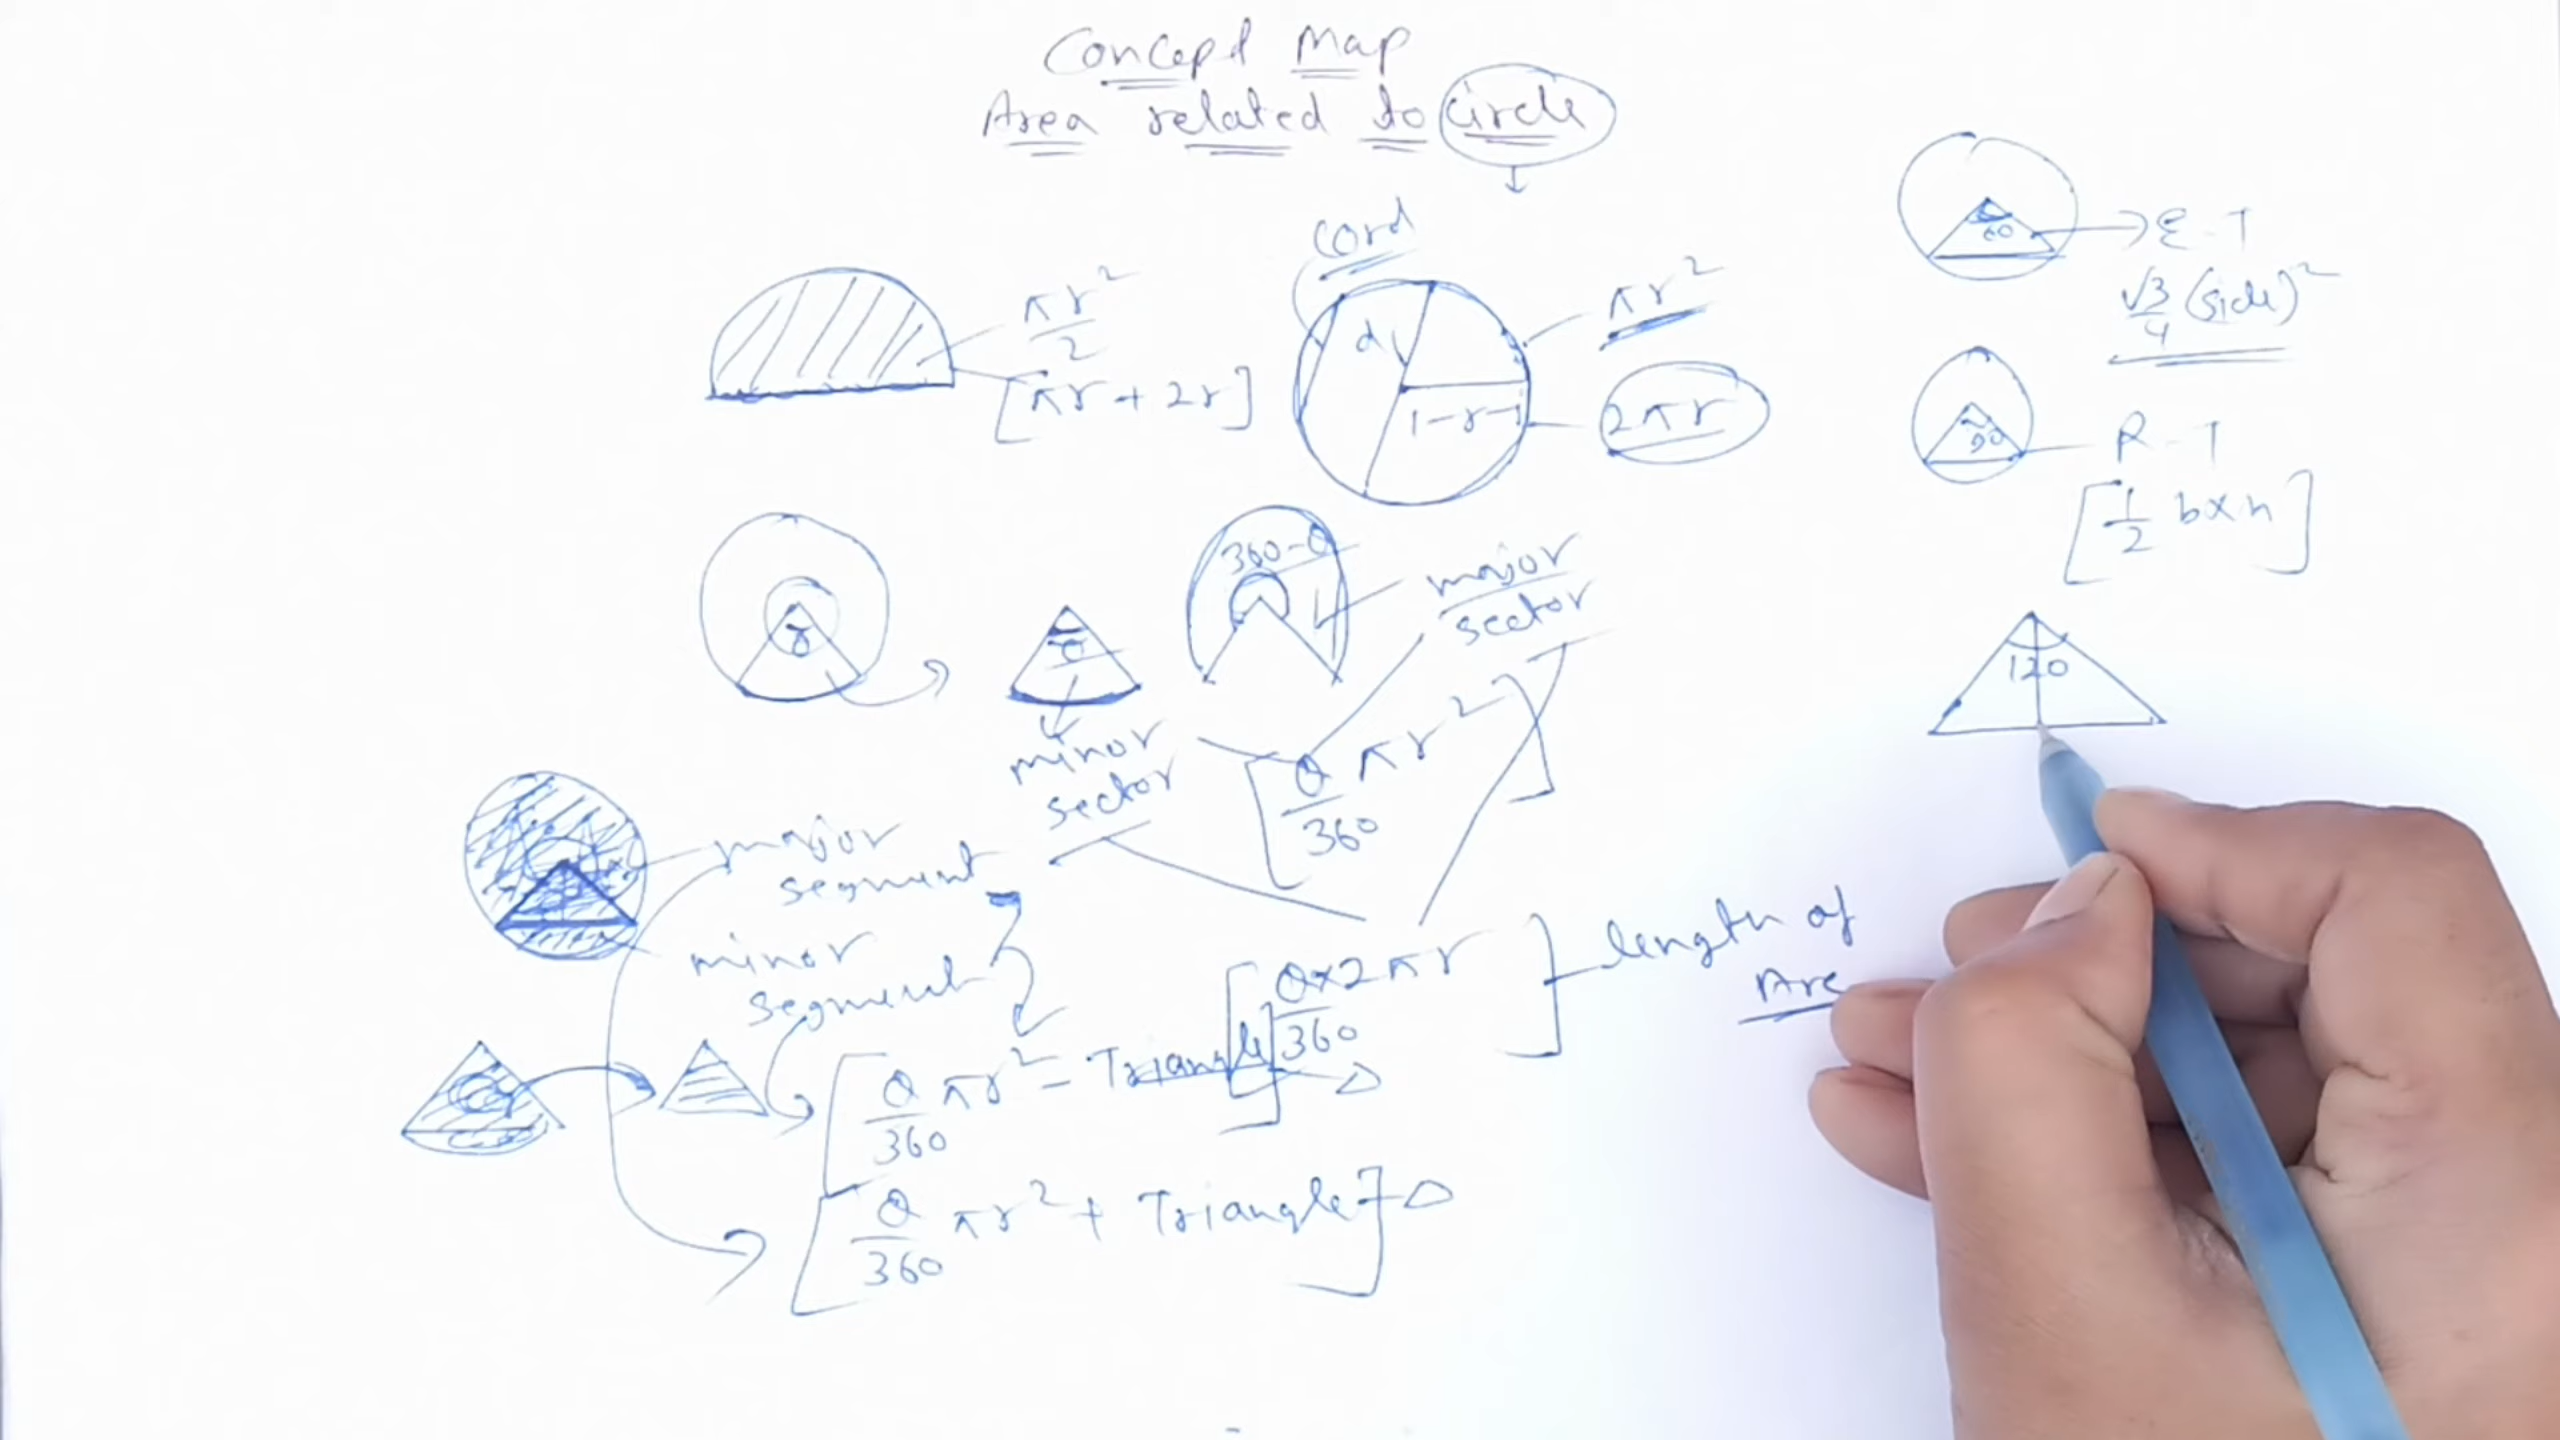 Concept Map
Area related to circle
cord
πr²/2
[πr + 2r]
d
r
πr²
2πr
60
E-T
√3/4 (side)²
90
R-T
[1/2 b×h]
120
360-θ
major
sector
minor
sector
[θ/360 πr²]
major
segment
minor
segment
[θ×2πr/360]
length of
Arc
[θ/360 πr² - Triangle] Δ
[θ/360 πr² + Triangle] Δ